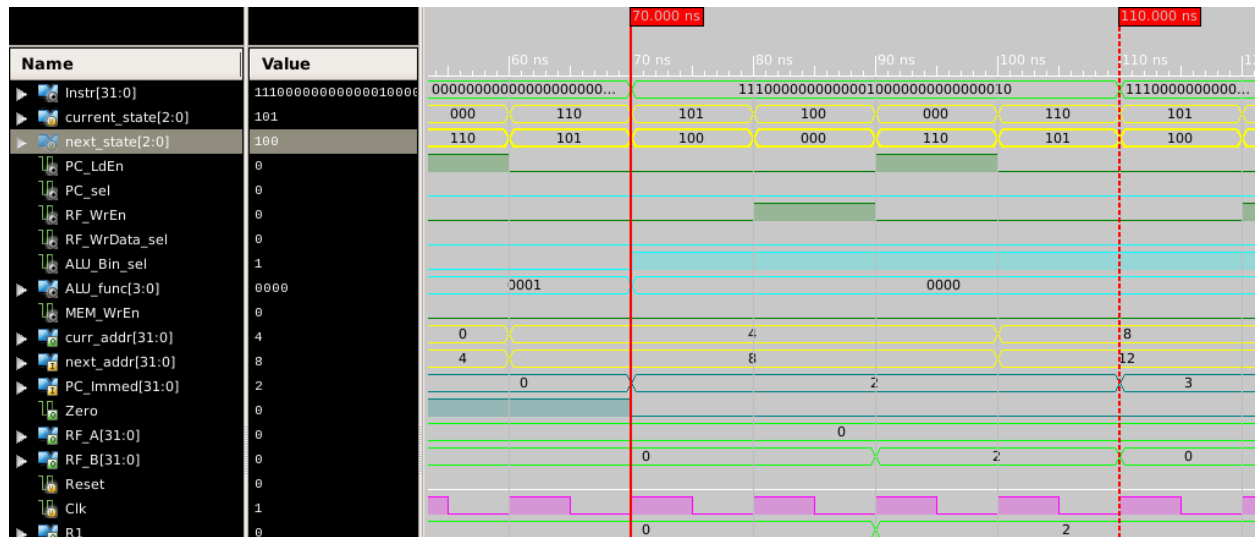 70.000 ns 110.000 ns
60 ns 70 ns 80 ns 90 ns 100 ns 110 ns
Name Value
Instr[31:0] 000000000000000000000... 11100000000000010000000000000010 1110000000000...
current_state[2:0] 101 000 110 101 100 000 110 101
next_state[2:0] 100 110 101 100 000 110 101 100
PC_LdEn 0
PC_sel 0
RF_WrEn 0
RF_WrData_sel 0
ALU_Bin_sel 1
ALU_func[3:0] 0000 0001 0000
MEM_WrEn 0
curr_addr[31:0] 4 0 4 8
next_addr[31:0] 8 4 8 12
PC_Immed[31:0] 2 0 2 3
Zero 0
RF_A[31:0] 0 0
RF_B[31:0] 0 0 2 0
Reset 0
Clk 1
R1 0 0 2